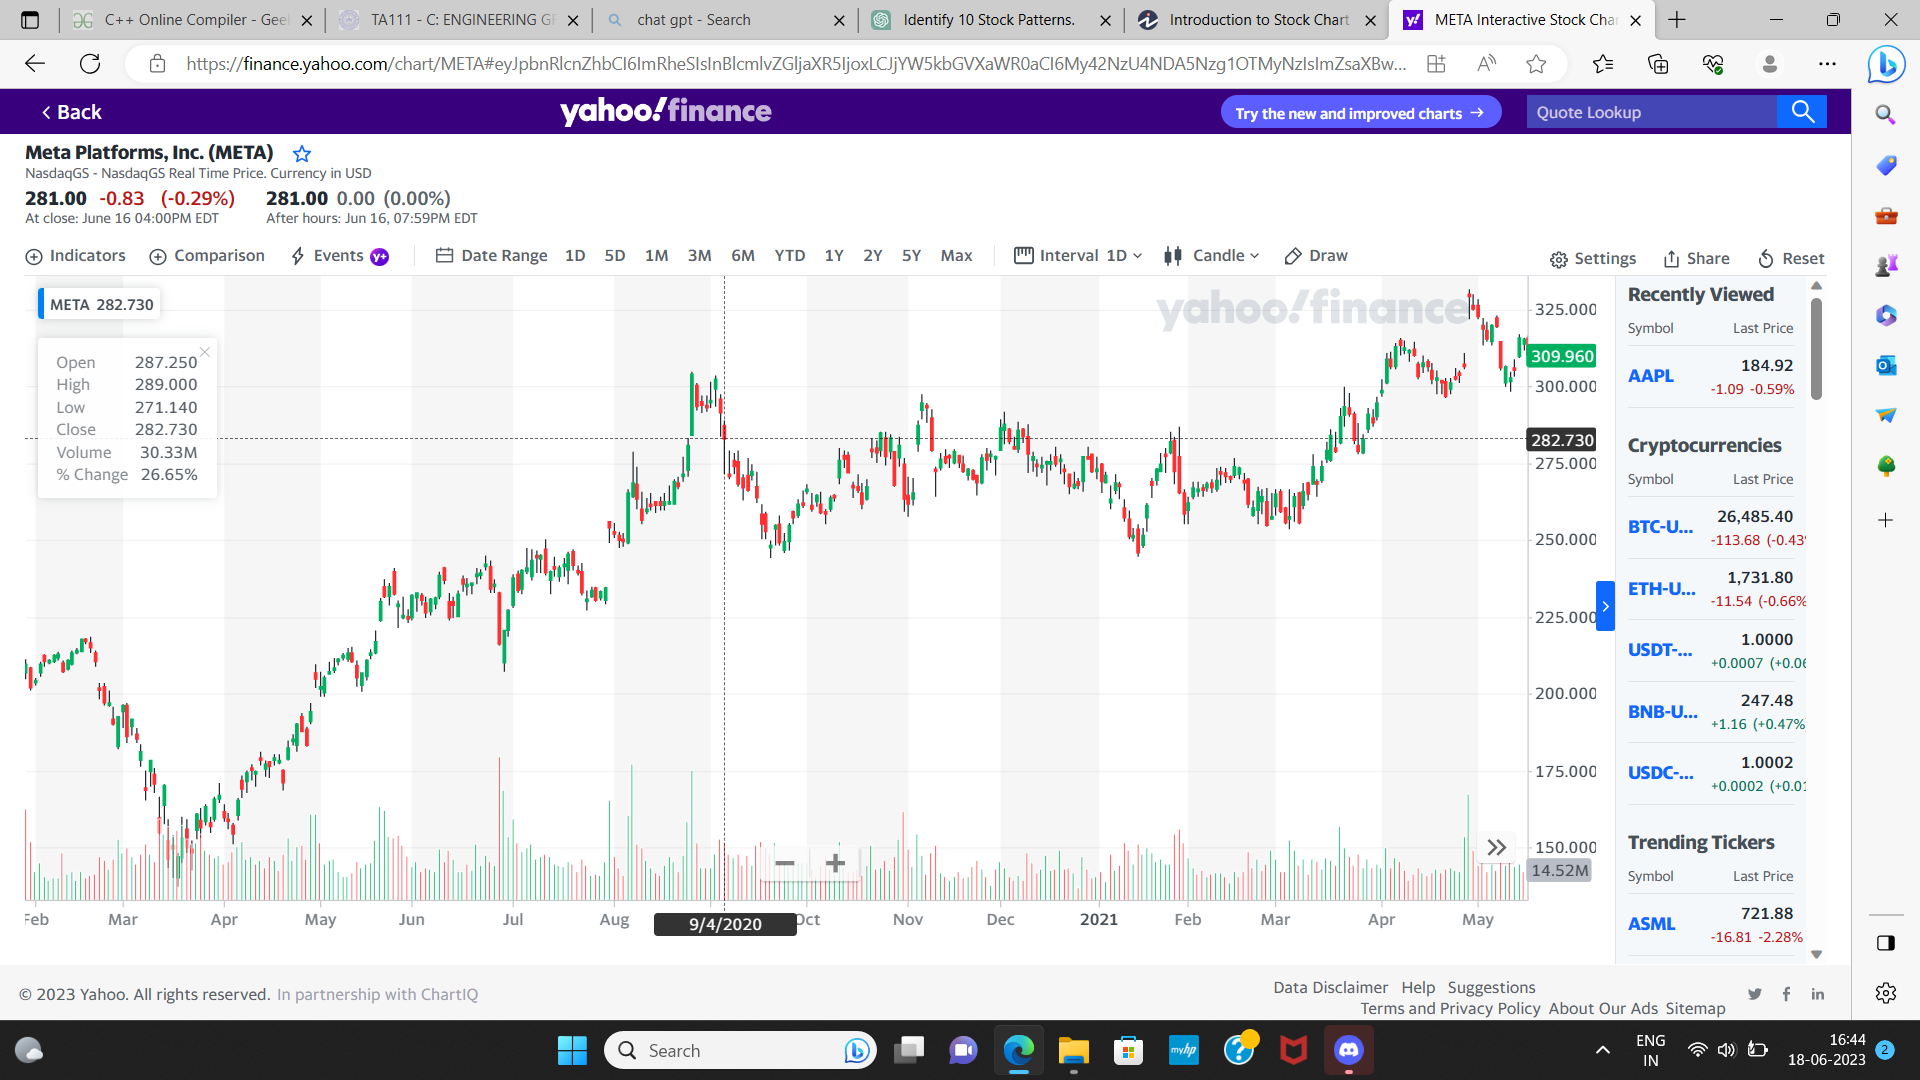 C++ Online Compiler - Gee
TA111 - C: ENGINEERING GF
chat gpt - Search
Identify 10 Stock Patterns.
Introduction to Stock Chart
META Interactive Stock Cha
https://finance.yahoo.com/chart/META#eyJpbnRlcnZhbCI6ImRheSIsInBlcmlvZGljaXR5IjoxLCJjYW5kbGVXaWR0aCI6My42NzU4NDA5Nzg1OTMyNzIsImZsaXBw...
Back
yahoo!finance
Try the new and improved charts →
Quote Lookup
Meta Platforms, Inc. (META)
NasdaqGS - NasdaqGS Real Time Price. Currency in USD
281.00 -0.83 (-0.29%) 281.00 0.00 (0.00%)
At close: June 16 04:00PM EDT After hours: Jun 16, 07:59PM EDT
Indicators Comparison Events y+ Date Range 1D 5D 1M 3M 6M YTD 1Y 2Y 5Y Max Interval 1D Candle Draw Settings Share Reset
META 282.730
Open 287.250
High 289.000
Low 271.140
Close 282.730
Volume 30.33M
% Change 26.65%
yahoo!finance
325.000
309.960
300.000
282.730
275.000
250.000
225.000
200.000
175.000
150.000
14.52M
Feb Mar Apr May Jun Jul Aug 9/4/2020 Oct Nov Dec 2021 Feb Mar Apr May
Recently Viewed
Symbol Last Price
AAPL 184.92
-1.09 -0.59%
Cryptocurrencies
Symbol Last Price
BTC-U... 26,485.40
-113.68 (-0.43
ETH-U... 1,731.80
-11.54 (-0.66%
USDT-... 1.0000
+0.0007 (+0.06
BNB-U... 247.48
+1.16 (+0.47%
USDC-... 1.0002
+0.0002 (+0.01
Trending Tickers
Symbol Last Price
ASML 721.88
-16.81 -2.28%
© 2023 Yahoo. All rights reserved. In partnership with ChartIQ
Data Disclaimer Help Suggestions
Terms and Privacy Policy About Our Ads Sitemap
Search
myhp
ENG
IN
16:44
18-06-2023
2